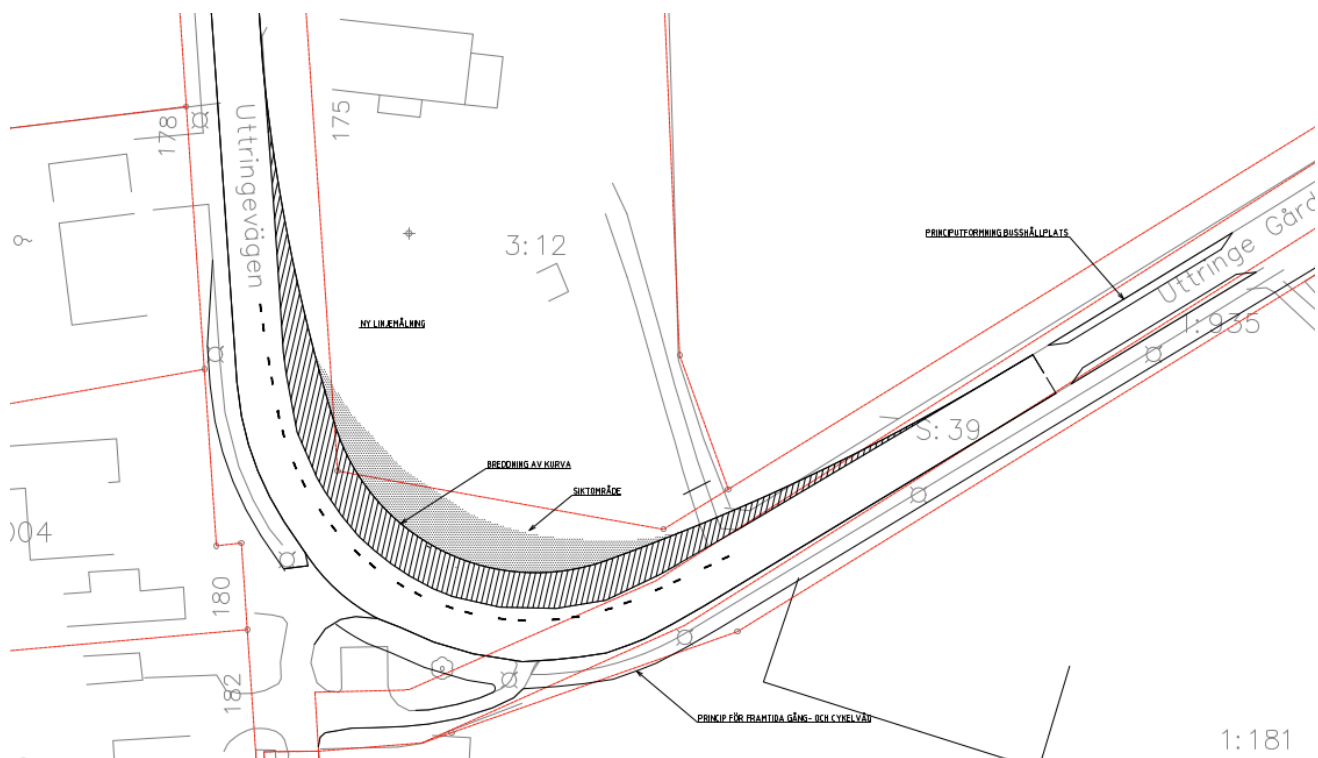 Uttringevägen
178
175
3:12
PRINCIPUTFORMNING BUSSHÅLLPLATS
Uttringe Gård
1:935
NY LINJEMÅLNING
S:39
BREDDNING AV KURVA
SIKTOMRÅDE
004
180
182
PRINCIP FÖR FRAMTIDA GÅNG- OCH CYKELVÄG
1:181